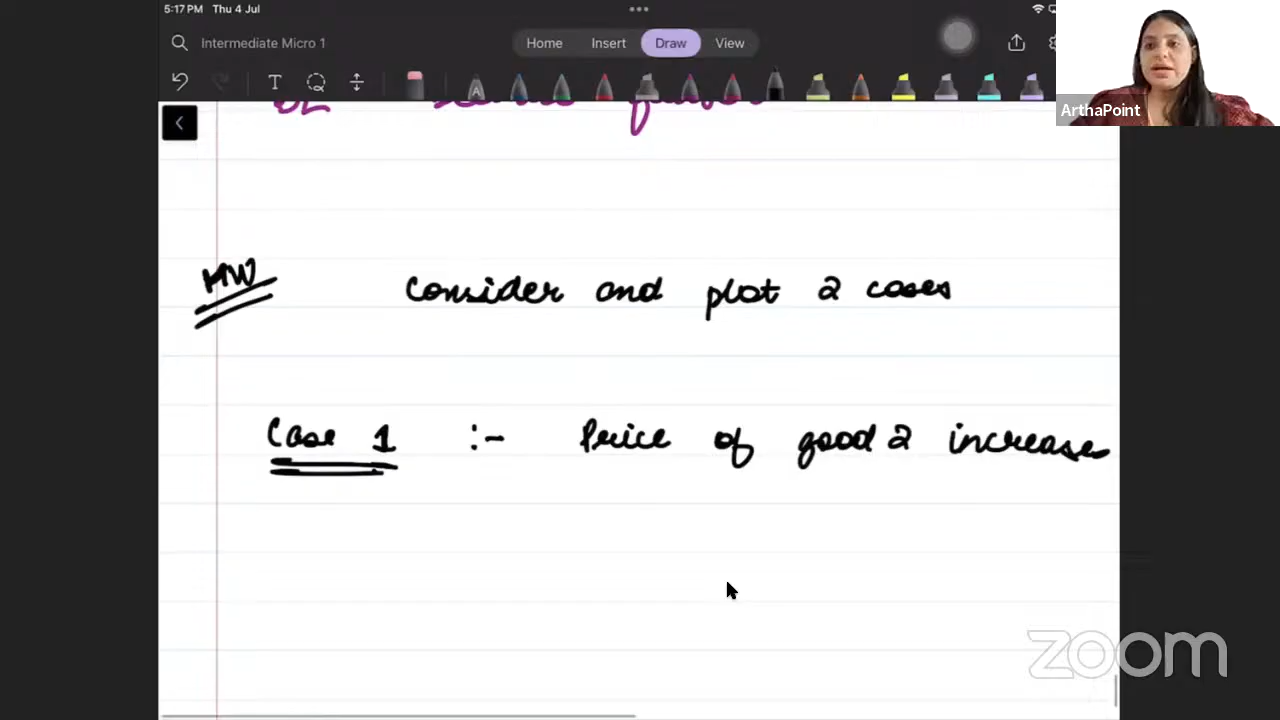 5:17 PM Thu 4 Jul
Intermediate Micro 1
Home Insert Draw View
ArthaPoint
HW
Consider and plot 2 cases
Case 1 :- Price of good 2 increases
zoom